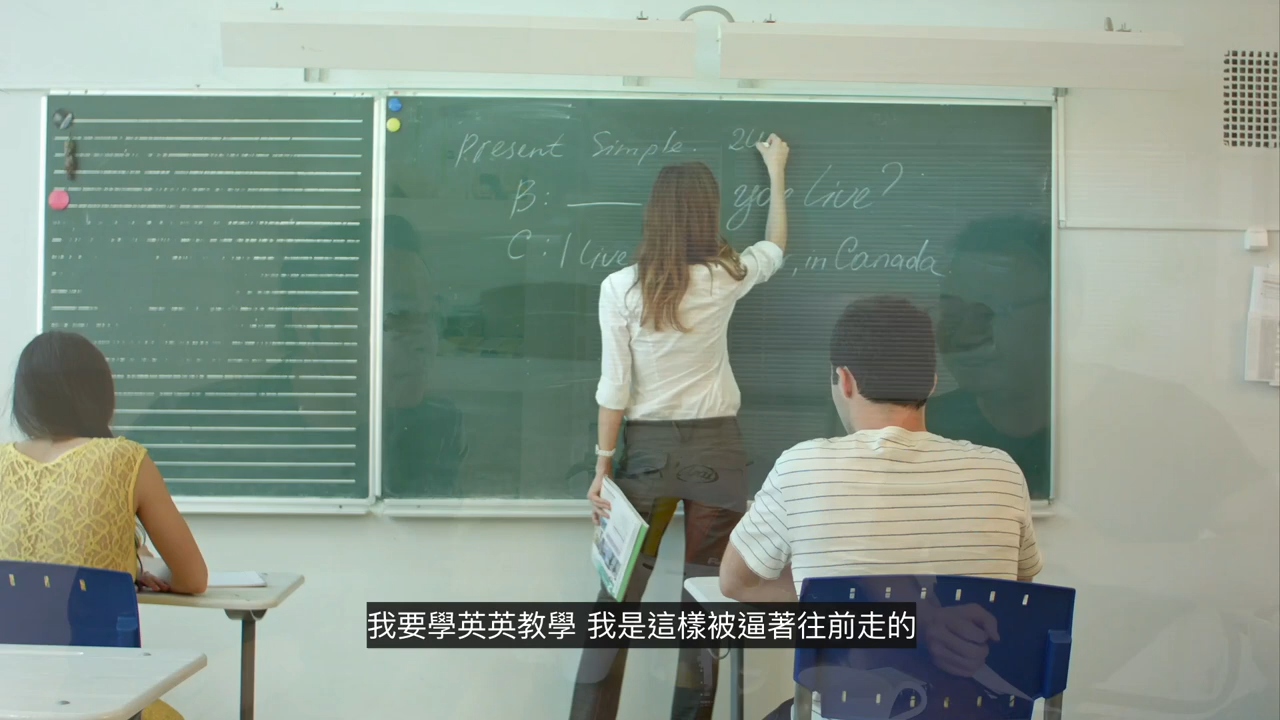 Present Simple.
B: ______ you live?
C: I live , in Canada
我要學英英教學 我是這樣被逼著往前走的